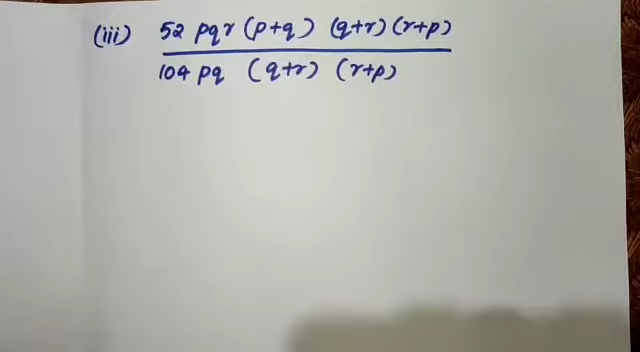 (iii) 52 pqr (p+q) (q+r) (r+p)
104 pq (q+r) (r+p)